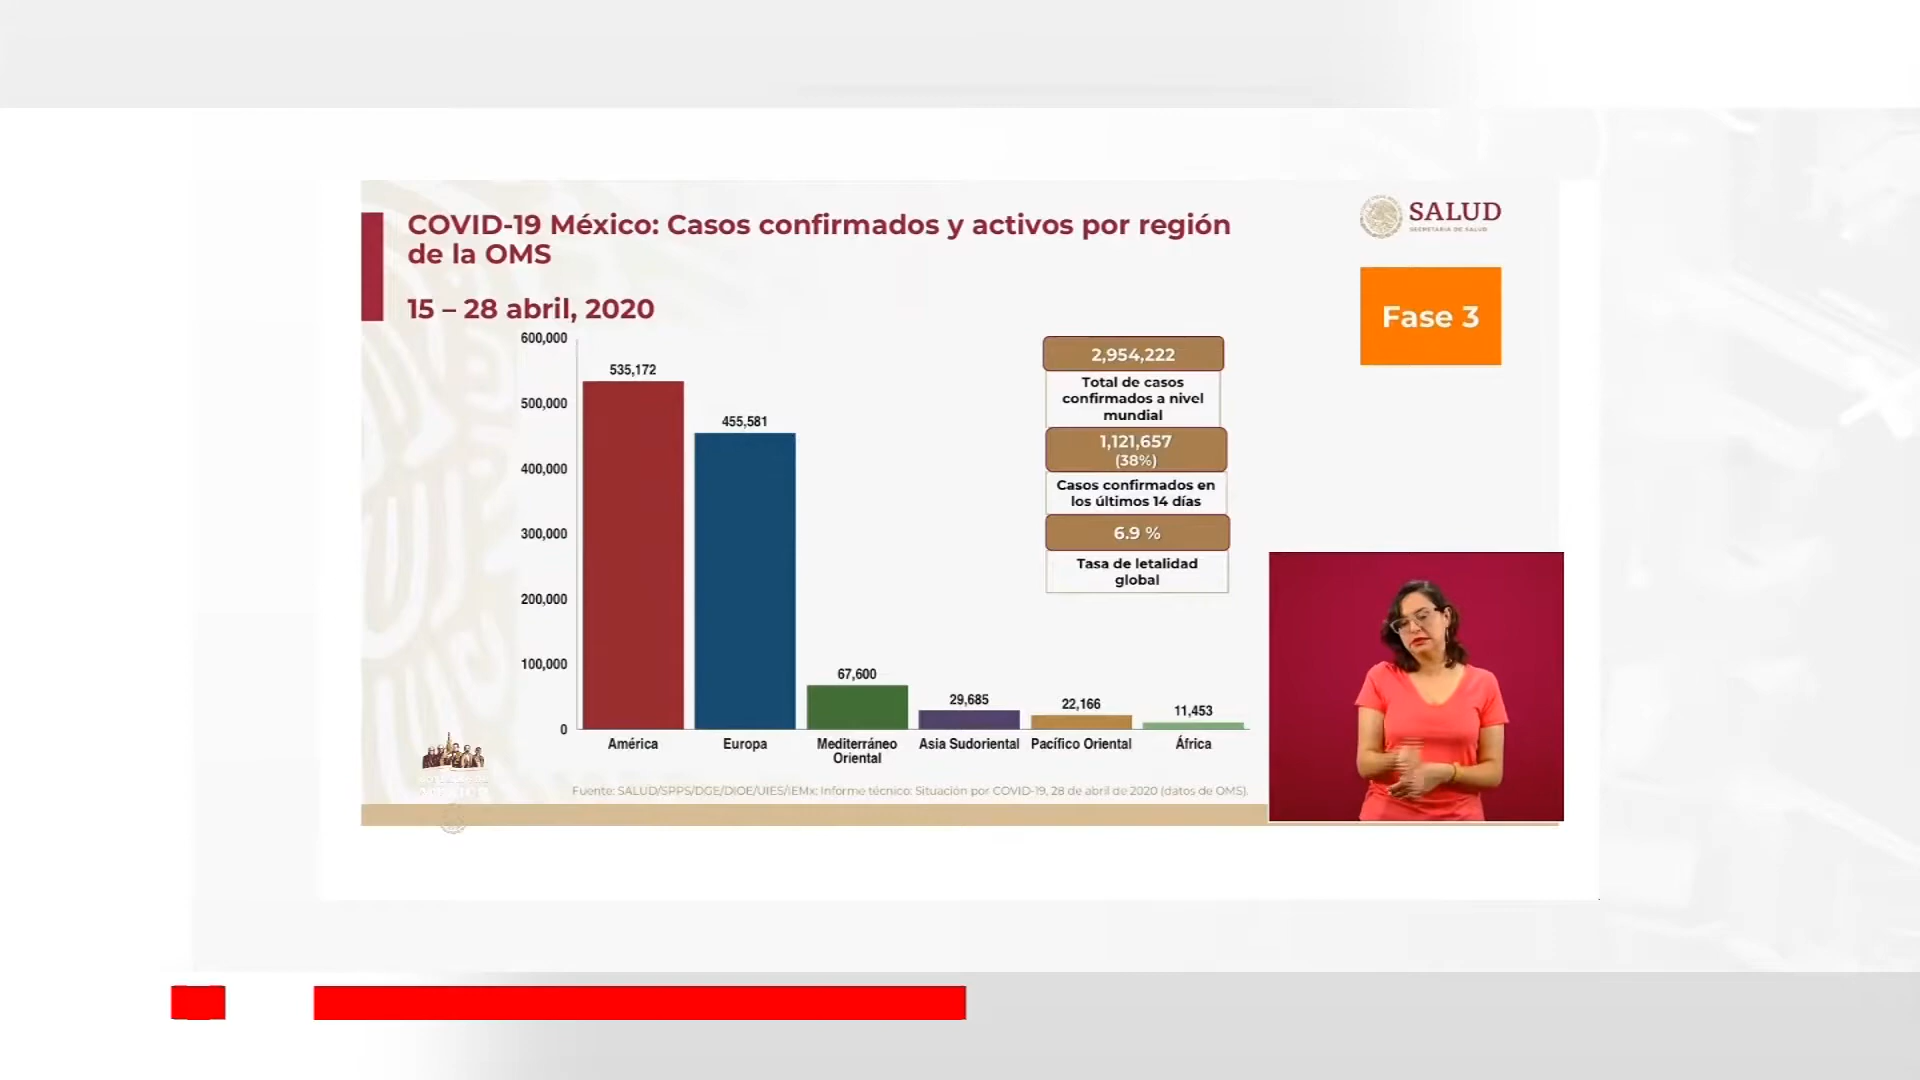 COVID-19 México: Casos confirmados y activos por región
de la OMS
15 – 28 abril, 2020
SALUD
SECRETARÍA DE SALUD
Fase 3
600,000
500,000
400,000
300,000
200,000
100,000
0
535,172
455,581
67,600
29,685
22,166
11,453
América
Europa
Mediterráneo
Oriental
Asia Sudoriental
Pacífico Oriental
África
2,954,222
Total de casos
confirmados a nivel
mundial
1,121,657
(38%)
Casos confirmados en
los últimos 14 días
6.9 %
Tasa de letalidad
global
Fuente: SALUD/SPPS/DGE/DIOE/UIES/IEMx: Informe técnico: Situación por COVID-19, 28 de abril de 2020 (datos de OMS).